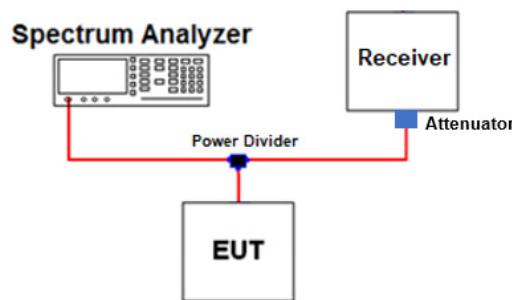 Spectrum Analyzer
Receiver
Attenuator
Power Divider
EUT